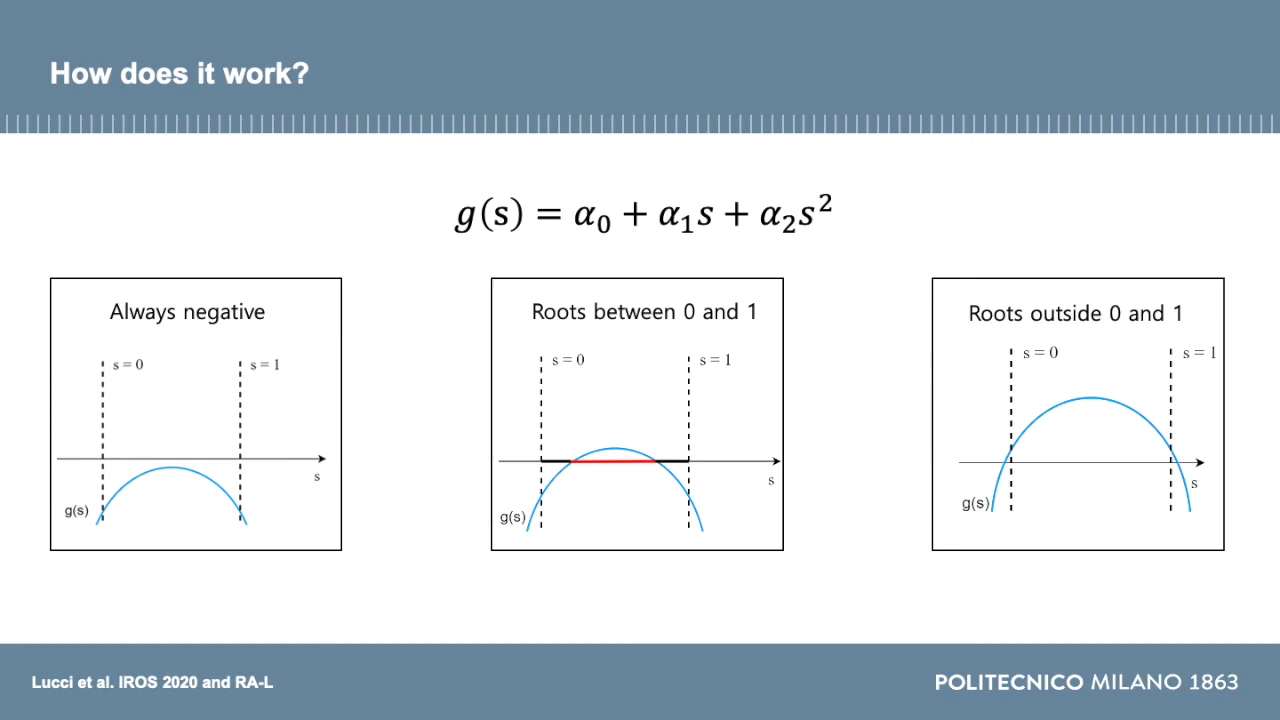 How does it work?
g(s) = α₀ + α₁s + α₂s²
Always negative
s = 0
s = 1
s
g(s)
Roots between 0 and 1
s = 0
s = 1
s
g(s)
Roots outside 0 and 1
s = 0
s = 1
s
g(s)
Lucci et al. IROS 2020 and RA-L
POLITECNICO MILANO 1863